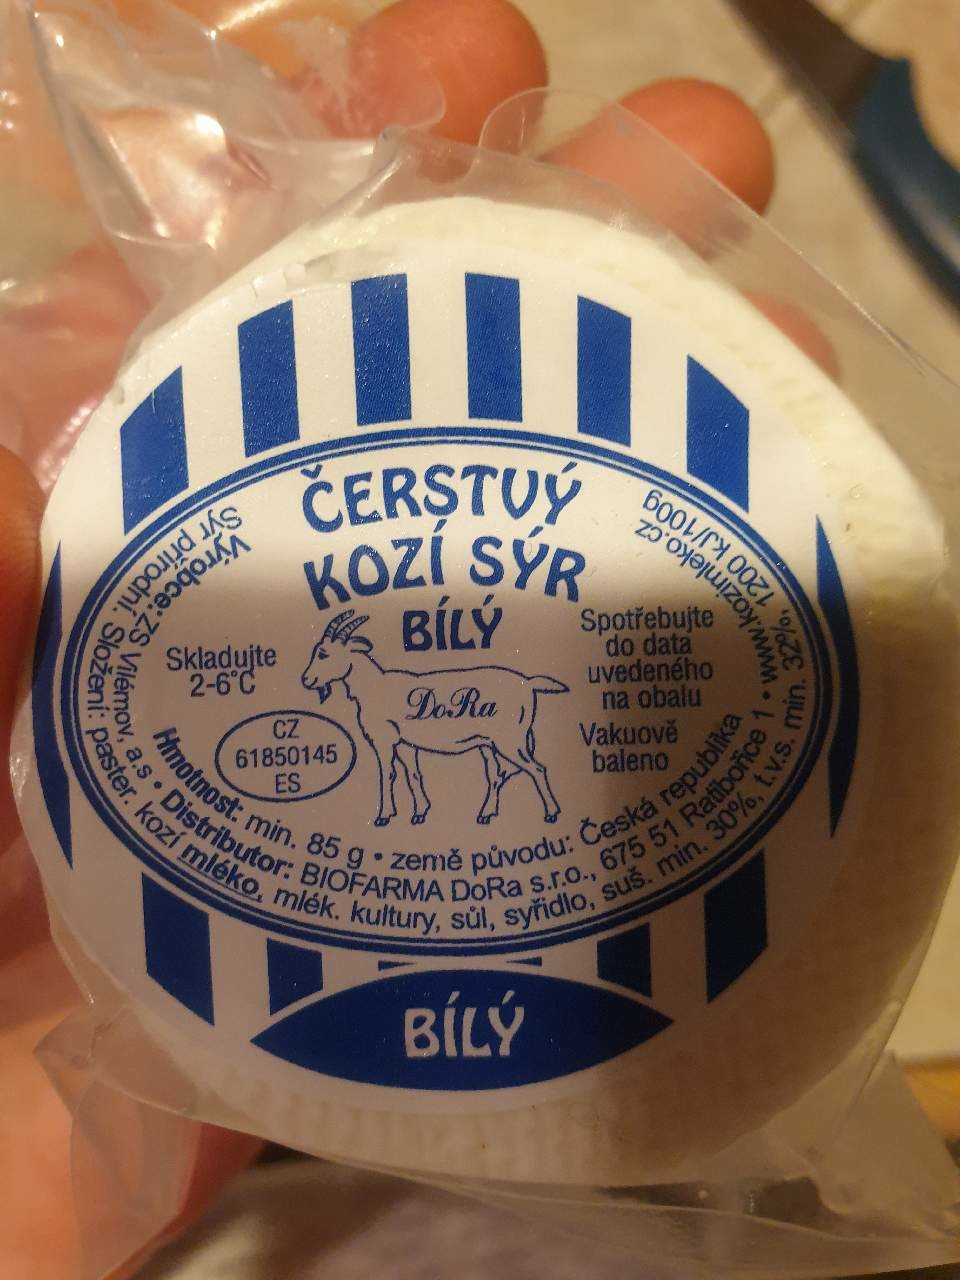 ČERSTVÝ
KOZÍ SÝR
BÍLÝ
Skladujte
2-6°C
CZ
61850145
ES
DoRa
Spotřebujte
do data
uvedeného
na obalu
Vakuově
baleno
Hmotnost: min. 85 g • země původu: Česká republika
Výrobce: ZS Vilémov, a.s • Distributor: BIOFARMA DoRa s.r.o., 675 51 Ratibořice 1 • www.kozimleko.cz
Sýr přírodní. Složení: paster. kozí mléko, mlék. kultury, sůl, syřidlo, suš. min. 30%, t.v.s. min. 32%, 1200 kJ/100g
BÍLÝ